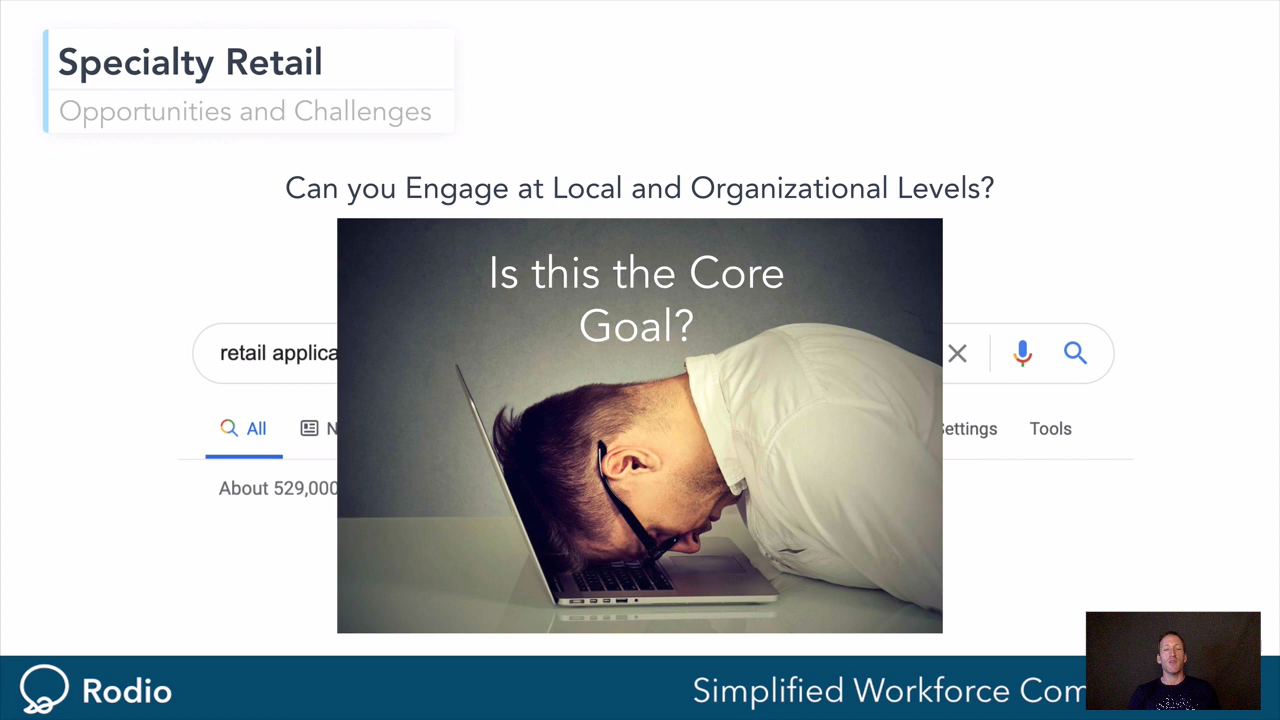 Specialty Retail
Opportunities and Challenges
Can you Engage at Local and Organizational Levels?
Is this the Core
Goal?
retail applica
All
N
ettings
Tools
About 529,000
Rodio
Simplified Workforce Com